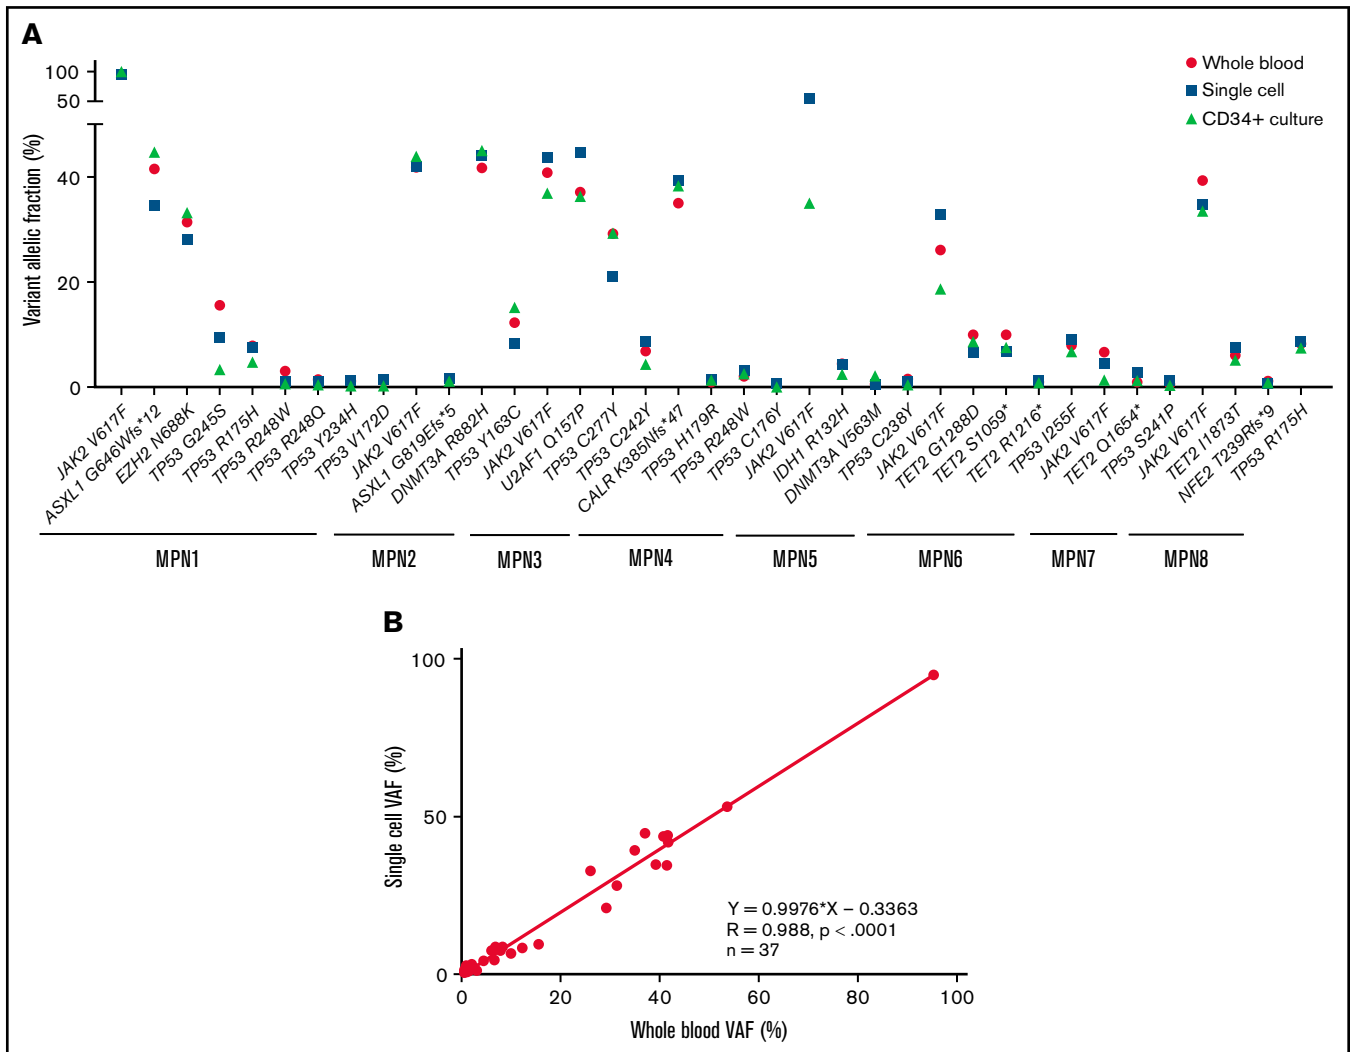 A
Whole blood
Single cell
CD34+ culture
Variant allelic fraction (%)
100
50
40
20
0
JAK2 V617F
ASXL1 G646Wfs*12
EZH2 N688K
TP53 G245S
TP53 R175H
TP53 R248W
TP53 R248Q
TP53 Y234H
TP53 V172D
JAK2 V617F
ASXL1 G819Efs*5
DNMT3A R882H
TP53 Y163C
JAK2 V617F
U2AF1 Q157P
TP53 C277Y
TP53 C242Y
CALR K385Nfs*47
TP53 H179R
TP53 R248W
TP53 C176Y
JAK2 V617F
IDH1 R132H
DNMT3A V563M
TP53 C238Y
JAK2 V617F
TET2 G1288D
TET2 S1059*
TET2 R1216*
TP53 I255F
JAK2 V617F
TET2 Q1654*
TP53 S241P
JAK2 V617F
TET2 I1873T
NFE2 T239Rfs*9
TP53 R175H
MPN1
MPN2
MPN3
MPN4
MPN5
MPN6
MPN7
MPN8
B
Single cell VAF (%)
100
50
0
Y = 0.9976*X – 0.3363
R = 0.988, p < .0001
n = 37
0
20
40
60
80
100
Whole blood VAF (%)